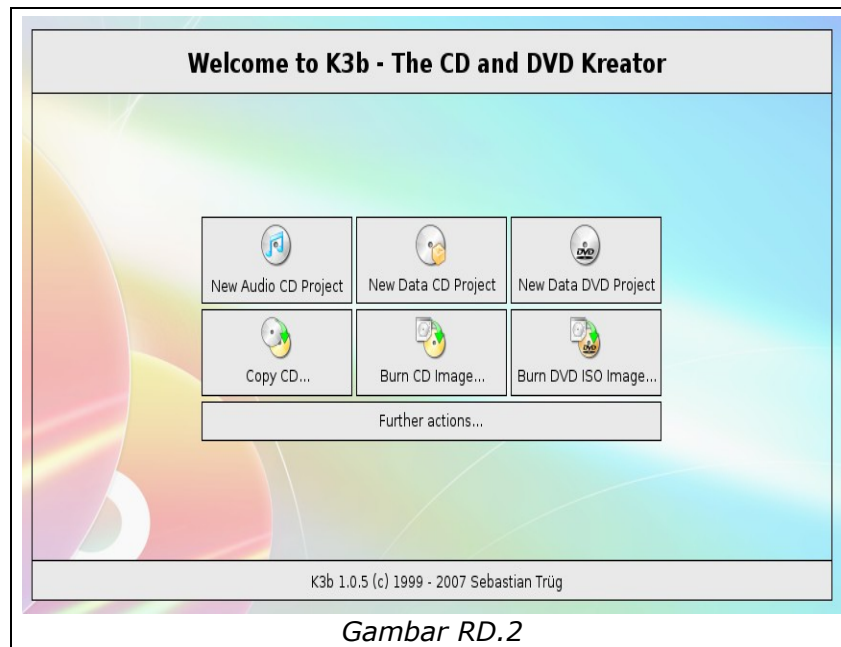 Welcome to K3b - The CD and DVD Kreator
New Audio CD Project
New Data CD Project
New Data DVD Project
DVD
Copy CD...
Burn CD Image...
Burn DVD ISO Image...
DVD
Further actions...
K3b 1.0.5 (c) 1999 - 2007 Sebastian Trüg
Gambar RD.2